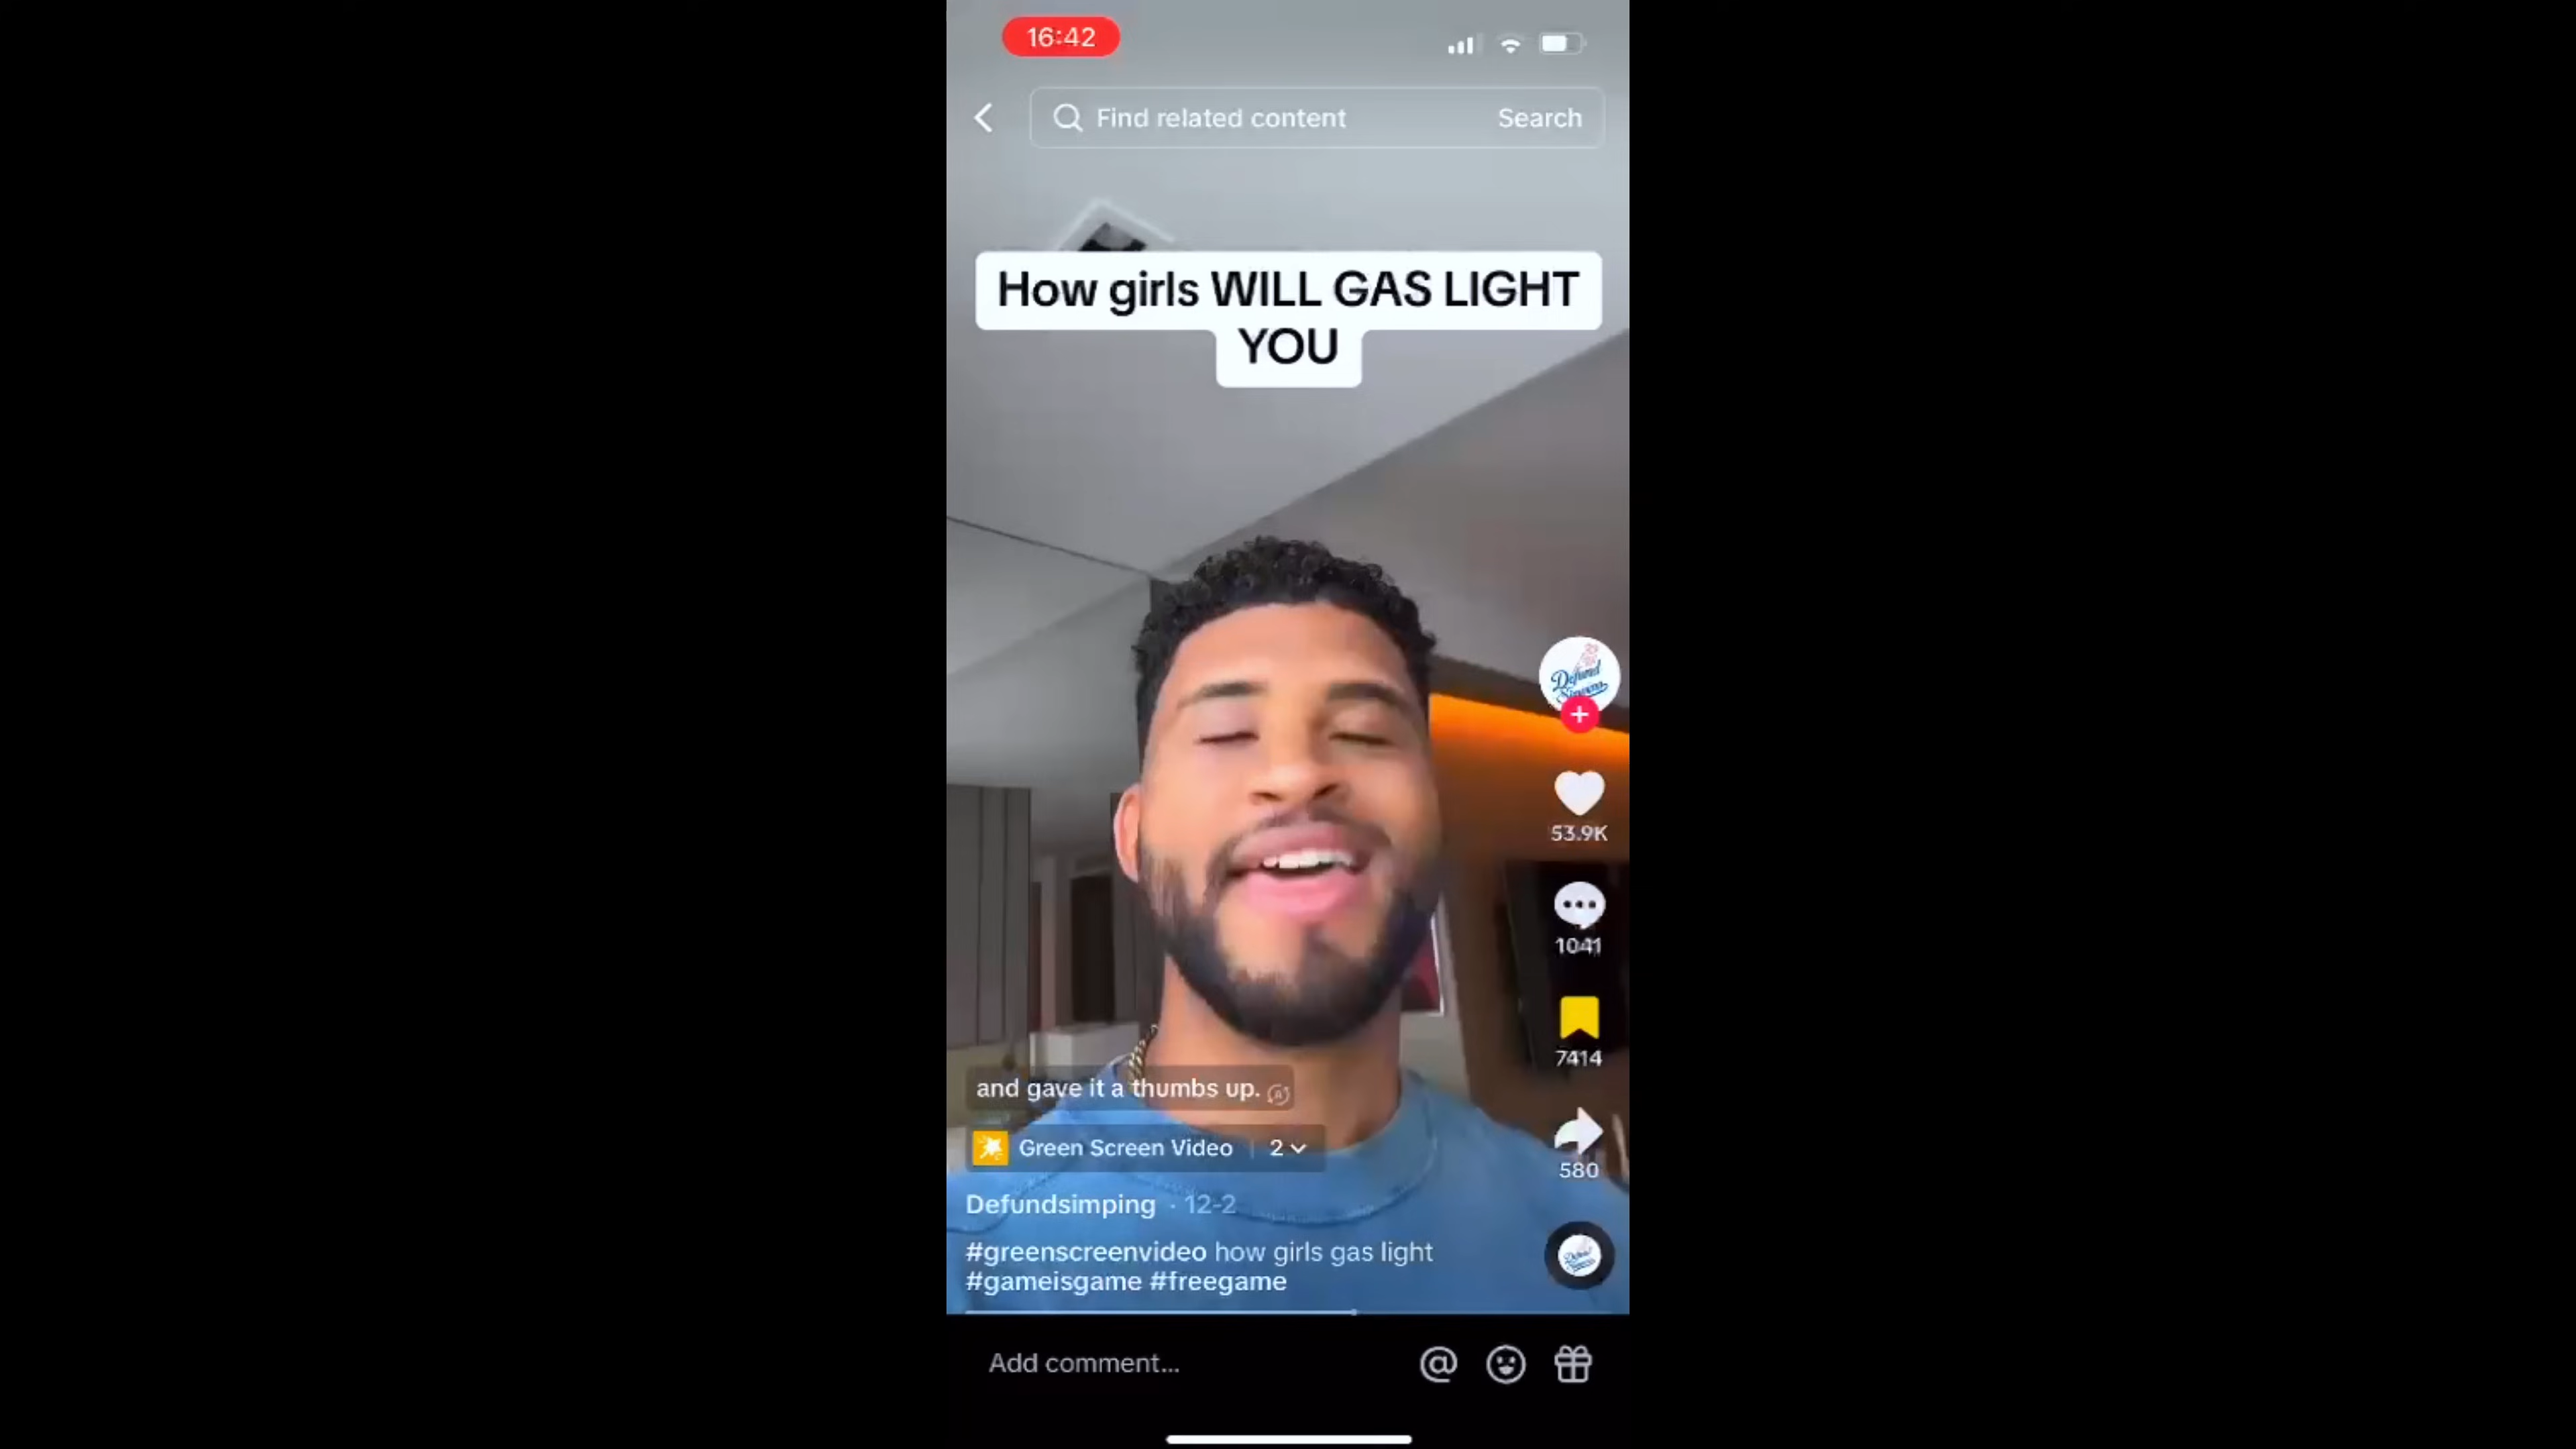 16:42
Find related content
Search
How girls WILL GAS LIGHT
YOU
Defund
53.9K
1041
7414
580
and gave it a thumbs up.
Green Screen Video
2
Defundsimping · 12-2
#greenscreenvideo how girls gas light
#gameisgame #freegame
Add comment...